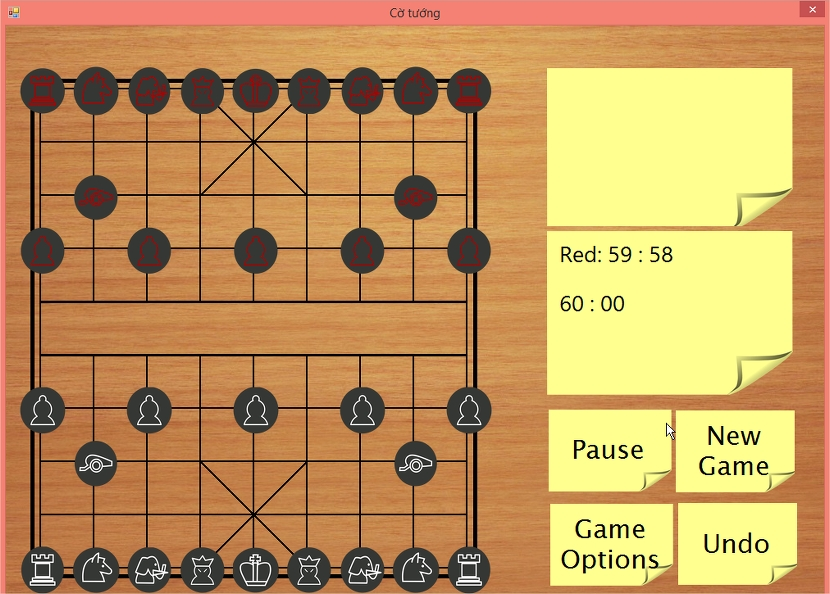 Cờ tướng
Red: 59 : 58
60 : 00
Pause
New
Game
Game
Options
Undo